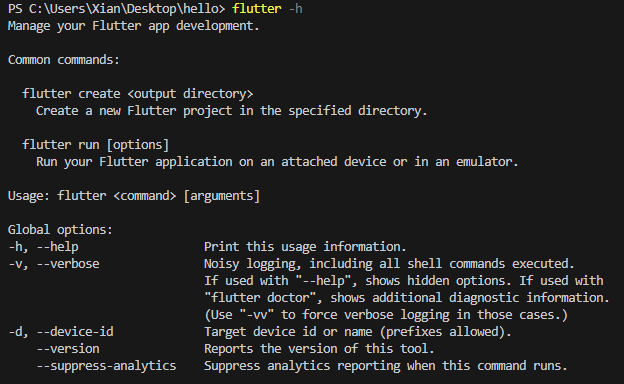 PS C:\Users\Xian\Desktop\hello> flutter -h
Manage your Flutter app development.
Common commands:
flutter create <output directory>
Create a new Flutter project in the specified directory.
flutter run [options]
Run your Flutter application on an attached device or in an emulator.
Usage: flutter <command> [arguments]
Global options:
-h, --help Print this usage information.
-v, --verbose Noisy logging, including all shell commands executed.
If used with "--help", shows hidden options. If used with
"flutter doctor", shows additional diagnostic information.
(Use "-vv" to force verbose logging in those cases.)
-d, --device-id Target device id or name (prefixes allowed).
--version Reports the version of this tool.
--suppress-analytics Suppress analytics reporting when this command runs.